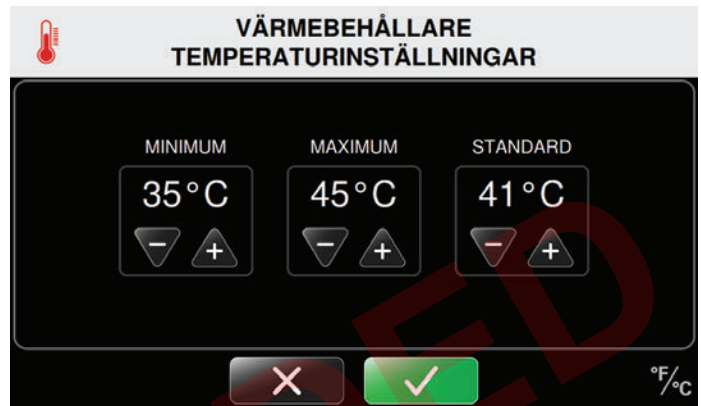 VÄRMEBEHÅLLARE
TEMPERATURINSTÄLLNINGAR
MINIMUM MAXIMUM STANDARD
35°C 45°C 41°C
− + − + − +
°F/°C